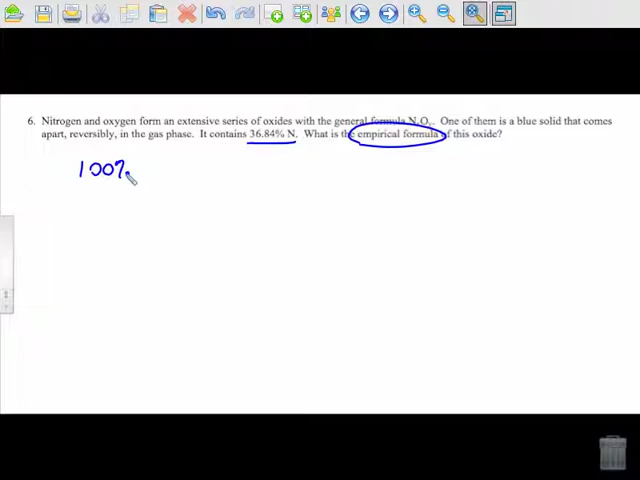 6. Nitrogen and oxygen form an extensive series of oxides with the general formula NxOy. One of them is a blue solid that comes
apart, reversibly, in the gas phase. It contains 36.84% N. What is the empirical formula of this oxide?
100%